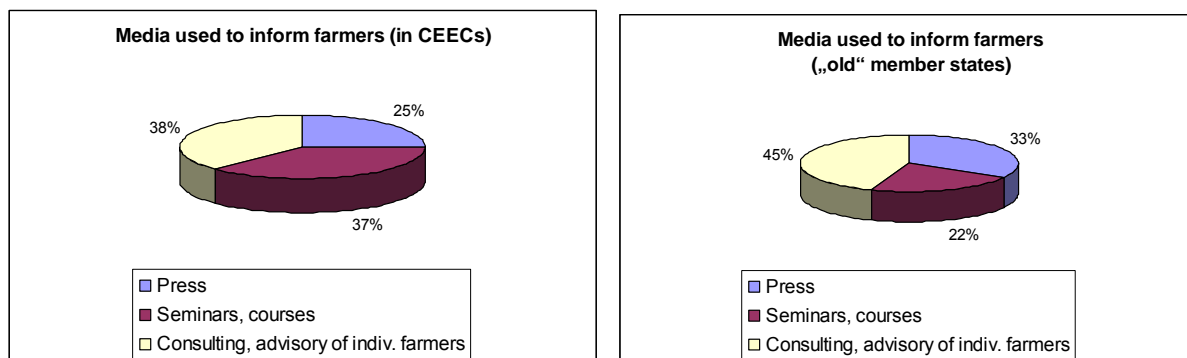 Media used to inform farmers (in CEECs)
25%
38%
37%
Press
Seminars, courses
Consulting, advisory of indiv. farmers
Media used to inform farmers
(„old“ member states)
33%
45%
22%
Press
Seminars, courses
Consulting, advisory of indiv. farmers